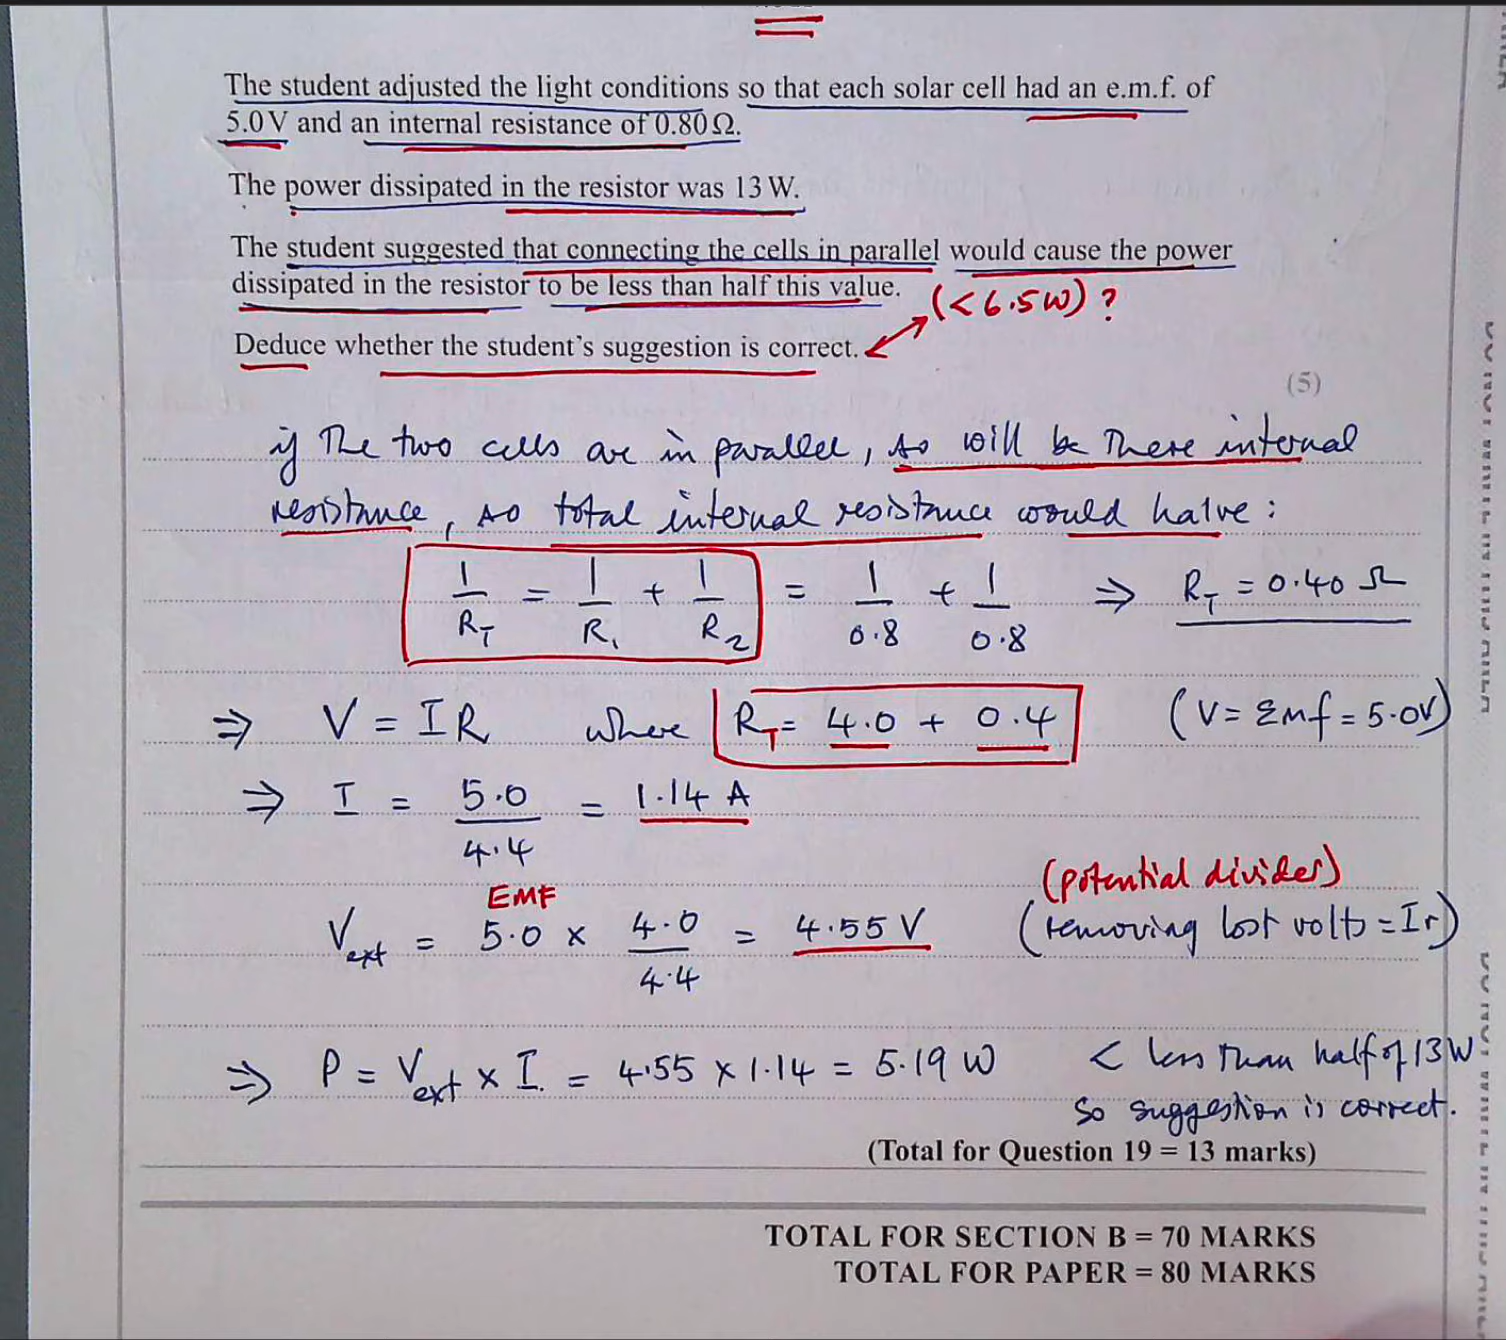 The student adjusted the light conditions so that each solar cell had an e.m.f. of
5.0 V and an internal resistance of 0.80 Ω.
The power dissipated in the resistor was 13 W.
The student suggested that connecting the cells in parallel would cause the power
dissipated in the resistor to be less than half this value.
(<6.5W) ?
Deduce whether the student's suggestion is correct.
(5)
if the two cells are in parallel, so will be there internal
resistance, so total internal resistance would halve:
1/R_T = 1/R_1 + 1/R_2 = 1/0.8 + 1/0.8 ⇒ R_T = 0.40 Ω
⇒ V = IR where R_T = 4.0 + 0.4 (V = Emf = 5.0V)
⇒ I = 5.0/4.4 = 1.14 A
EMF
(potential divider)
V_ext = 5.0 x 4.0/4.4 = 4.55 V (removing lost volts = Ir)
⇒ P = V_ext x I. = 4.55 x 1.14 = 5.19 W < less than half of 13W
so suggestion is correct.
(Total for Question 19 = 13 marks)
TOTAL FOR SECTION B = 70 MARKS
TOTAL FOR PAPER = 80 MARKS